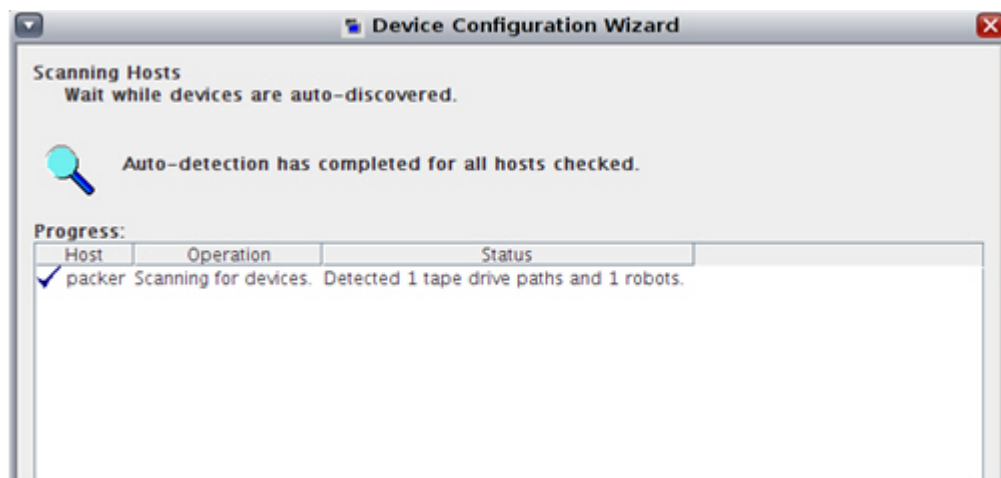 Device Configuration Wizard
Scanning Hosts
Wait while devices are auto-discovered.
Auto-detection has completed for all hosts checked.
Progress:
Host Operation Status
packer Scanning for devices. Detected 1 tape drive paths and 1 robots.